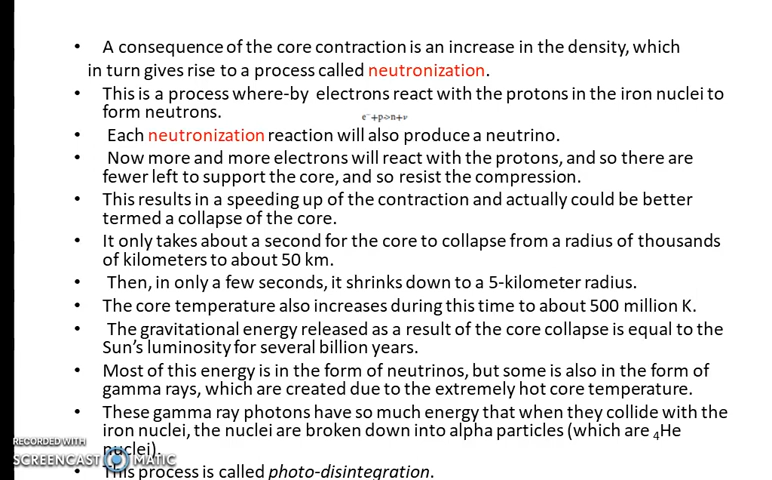 • A consequence of the core contraction is an increase in the density, which
in turn gives rise to a process called neutronization.
• This is a process where-by electrons react with the protons in the iron nuclei to
form neutrons.
e⁻+p->n+ν
• Each neutronization reaction will also produce a neutrino.
• Now more and more electrons will react with the protons, and so there are
fewer left to support the core, and so resist the compression.
• This results in a speeding up of the contraction and actually could be better
termed a collapse of the core.
• It only takes about a second for the core to collapse from a radius of thousands
of kilometers to about 50 km.
• Then, in only a few seconds, it shrinks down to a 5-kilometer radius.
• The core temperature also increases during this time to about 500 million K.
• The gravitational energy released as a result of the core collapse is equal to the
Sun's luminosity for several billion years.
• Most of this energy is in the form of neutrinos, but some is also in the form of
gamma rays, which are created due to the extremely hot core temperature.
• These gamma ray photons have so much energy that when they collide with the
iron nuclei, the nuclei are broken down into alpha particles (which are ₄He
nuclei).
• This process is called photo-disintegration.
RECORDED WITH
SCREENCAST MATIC